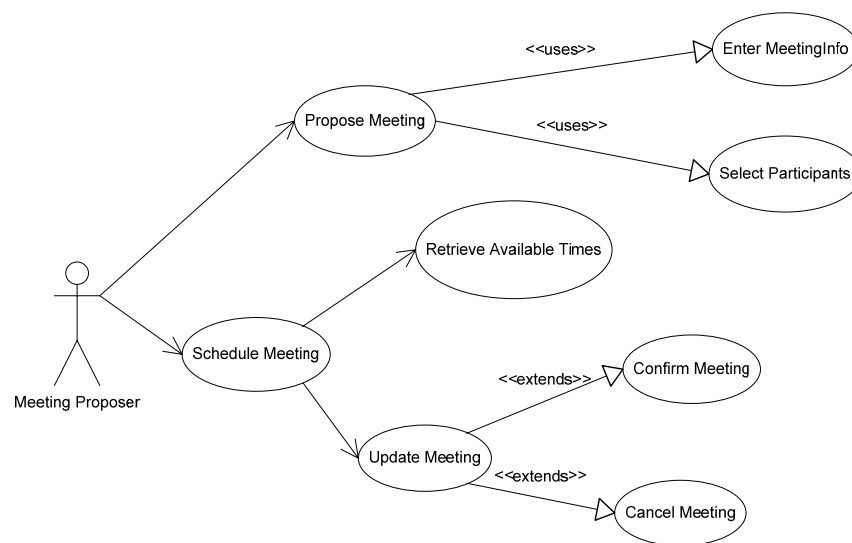 <<uses>>
Enter MeetingInfo
Propose Meeting
<<uses>>
Select Participants
Retrieve Available Times
Schedule Meeting
Meeting Proposer
<<extends>>
Confirm Meeting
Update Meeting
<<extends>>
Cancel Meeting